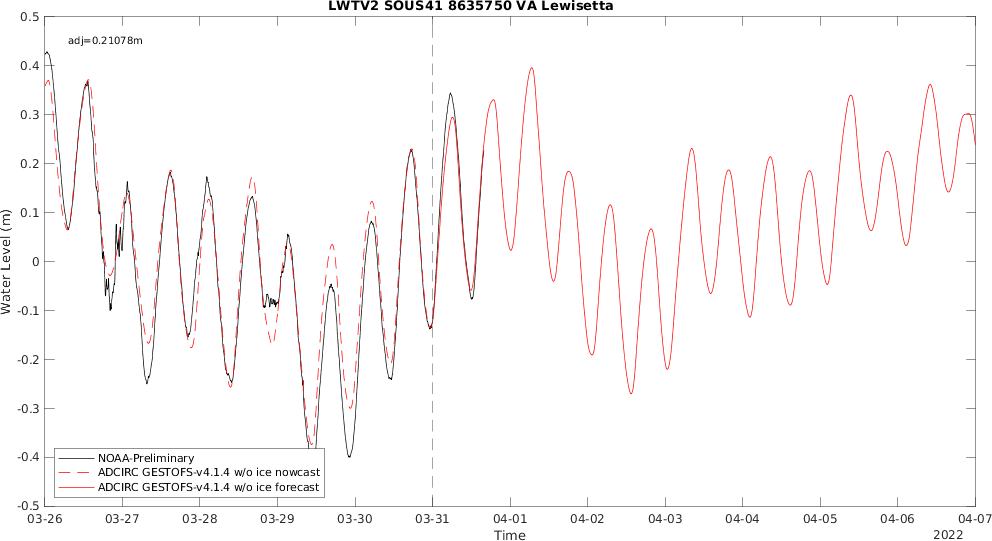 LWTV2 SOUS41 8635750 VA Lewisetta
adj=0.21078m
Water Level (m)
0.5
0.4
0.3
0.2
0.1
0
-0.1
-0.2
-0.3
-0.4
-0.5
NOAA-Preliminary
ADCIRC GESTOFS-v4.1.4 w/o ice nowcast
ADCIRC GESTOFS-v4.1.4 w/o ice forecast
03-26 03-27 03-28 03-29 03-30 03-31 04-01 04-02 04-03 04-04 04-05 04-06 04-07
Time
2022